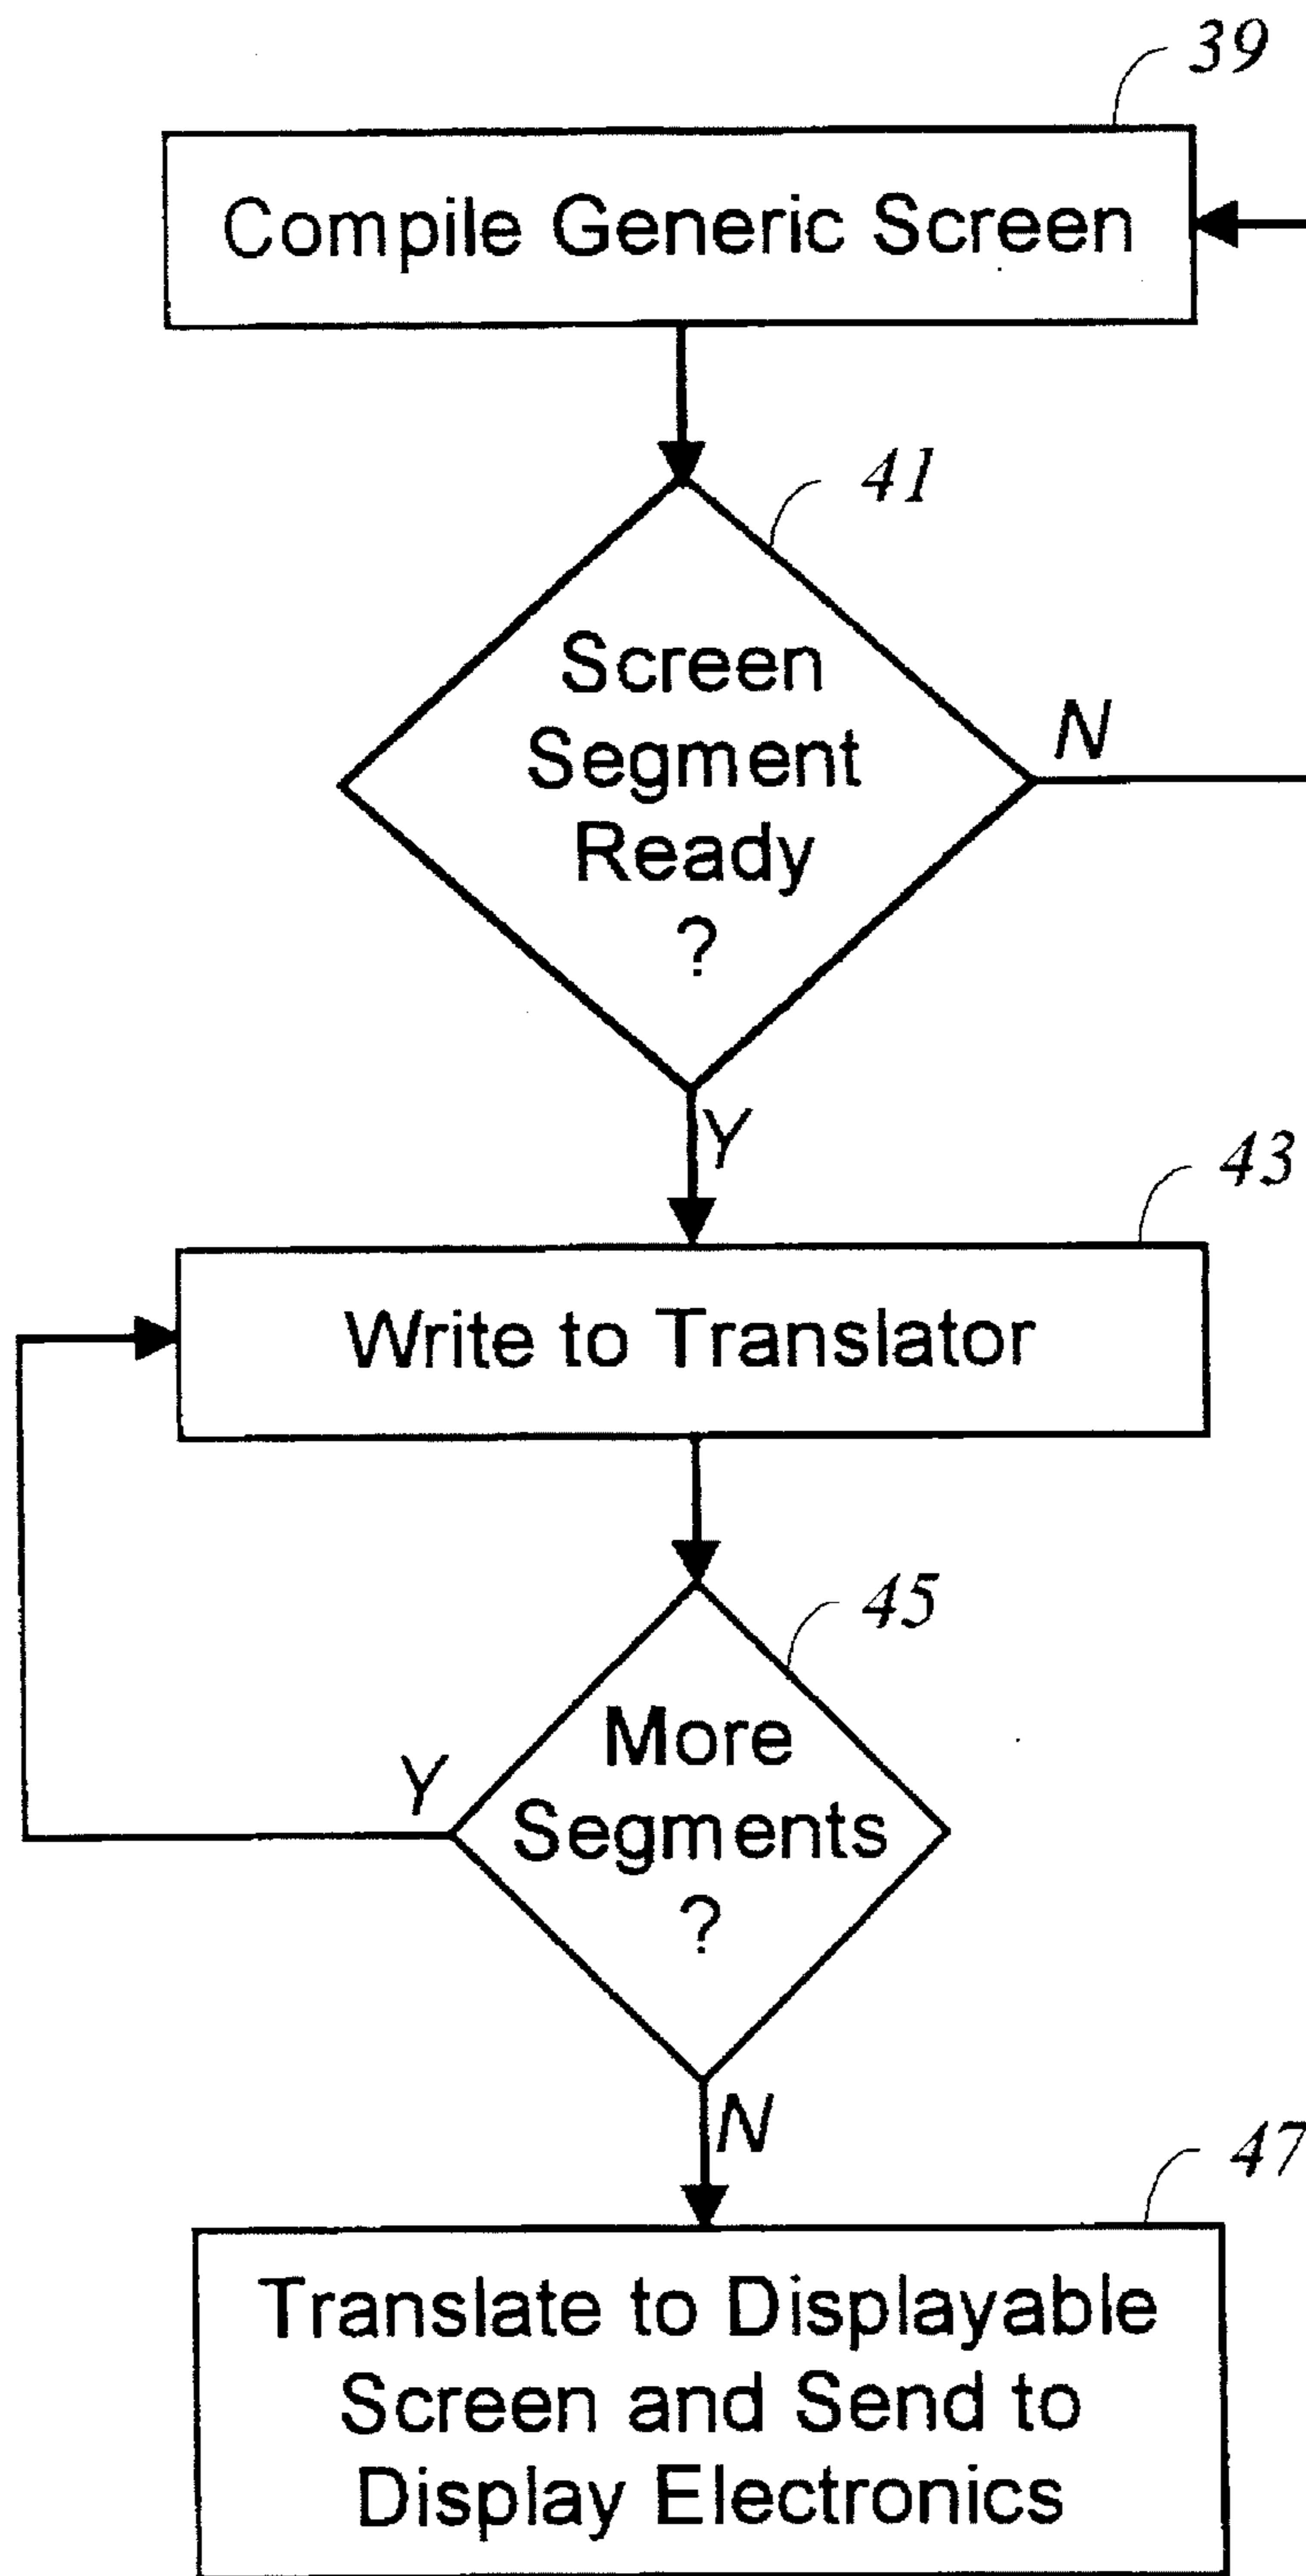 39
Compile Generic Screen
41
Screen
Segment
Ready
?
N
Y
43
Write to Translator
45
More
Segments
?
Y
N
47
Translate to Displayable
Screen and Send to
Display Electronics